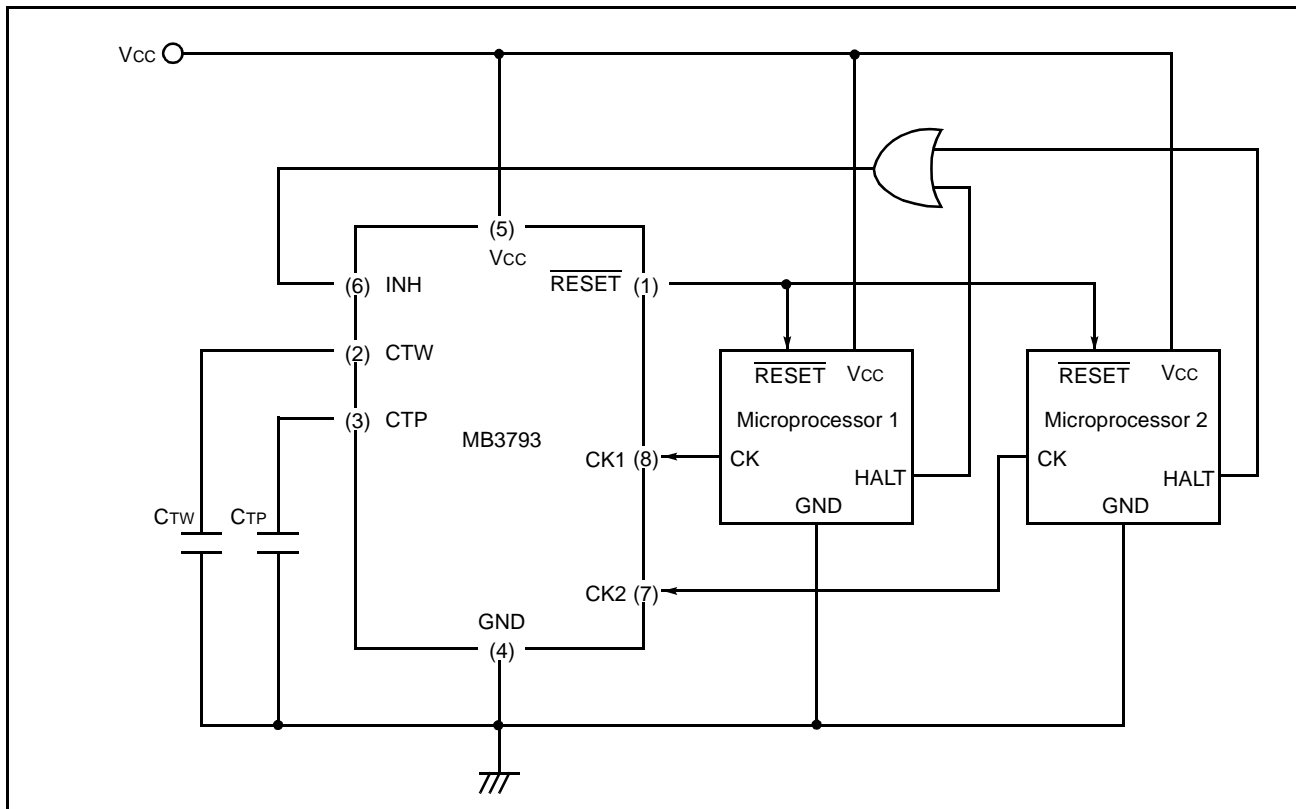 VCC
(5)
VCC
(6) INH
RESET (1)
(2) CTW
RESET VCC
RESET VCC
(3) CTP
MB3793
Microprocessor 1
Microprocessor 2
CK1 (8)
CK
HALT
CK
HALT
GND
GND
CTW
CTP
CK2 (7)
GND
(4)